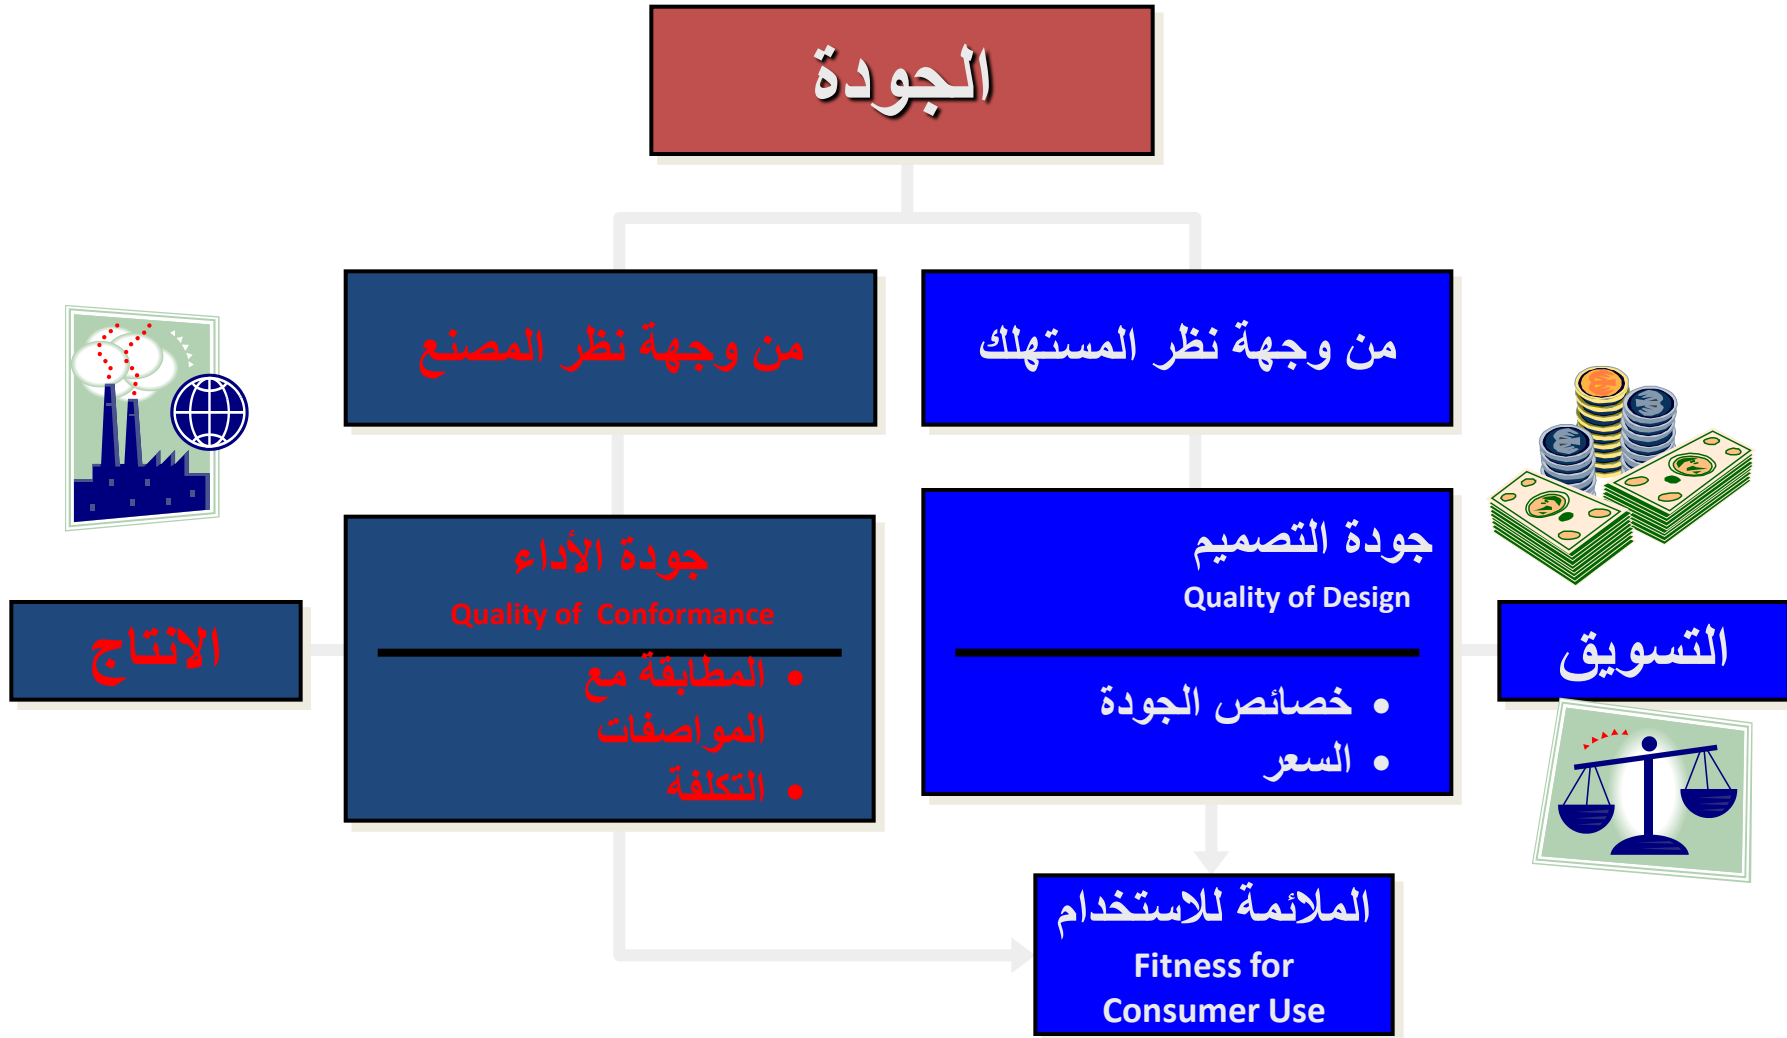 الجودة
من وجهة نظر المستهلك
من وجهة نظر المصنع
جودة التصميم
Quality of Design
• خصائص الجودة
• السعر
التسويق
جودة الأداء
Quality of Conformance
• المطابقة مع
المواصفات
• التكلفة
الانتاج
الملائمة للاستخدام
Fitness for
Consumer Use